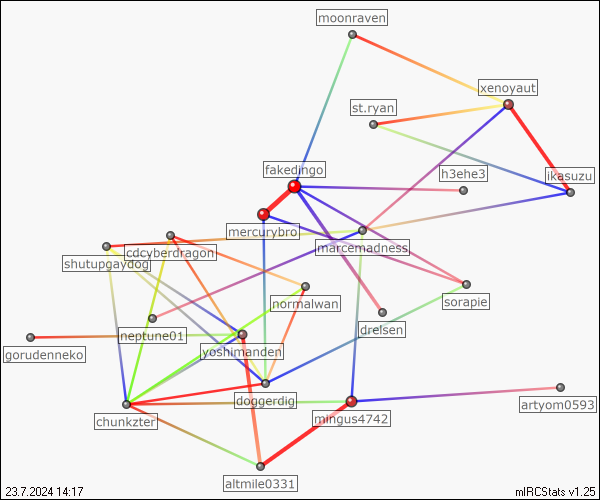 moonraven
xenoyaut
st.ryan
fakedingo
h3ehe3
ikasuzu
mercurybro
marcemadness
cdcyberdragon
shutupgaydog
normalwan
sorapie
drelsen
neptune01
gorudenneko
yoshimanden
doggerdig
artyom0593
chunkzter
mingus4742
altmile0331
23.7.2024 14:17
mIRCStats v1.25